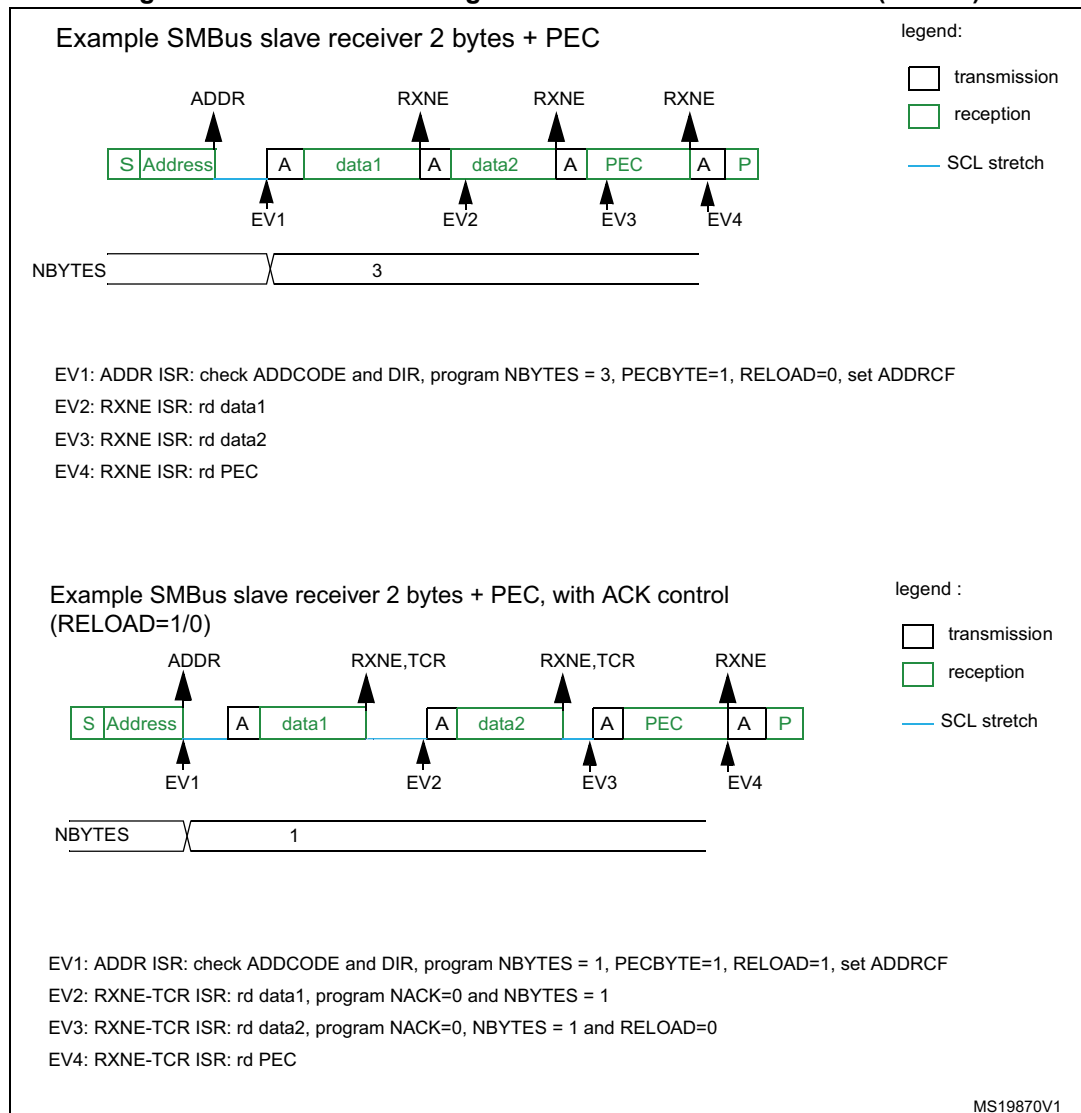 Example SMBus slave receiver 2 bytes + PEC
legend:
transmission
reception
SCL stretch
ADDR RXNE RXNE RXNE
S Address A data1 A data2 A PEC A P
EV1 EV2 EV3 EV4
NBYTES 3
EV1: ADDR ISR: check ADDCODE and DIR, program NBYTES = 3, PECBYTE=1, RELOAD=0, set ADDRCF
EV2: RXNE ISR: rd data1
EV3: RXNE ISR: rd data2
EV4: RXNE ISR: rd PEC
Example SMBus slave receiver 2 bytes + PEC, with ACK control
(RELOAD=1/0)
legend :
transmission
reception
SCL stretch
ADDR RXNE,TCR RXNE,TCR RXNE
S Address A data1 A data2 A PEC A P
EV1 EV2 EV3 EV4
NBYTES 1
EV1: ADDR ISR: check ADDCODE and DIR, program NBYTES = 1, PECBYTE=1, RELOAD=1, set ADDRCF
EV2: RXNE-TCR ISR: rd data1, program NACK=0 and NBYTES = 1
EV3: RXNE-TCR ISR: rd data2, program NACK=0, NBYTES = 1 and RELOAD=0
EV4: RXNE-TCR ISR: rd PEC
MS19870V1